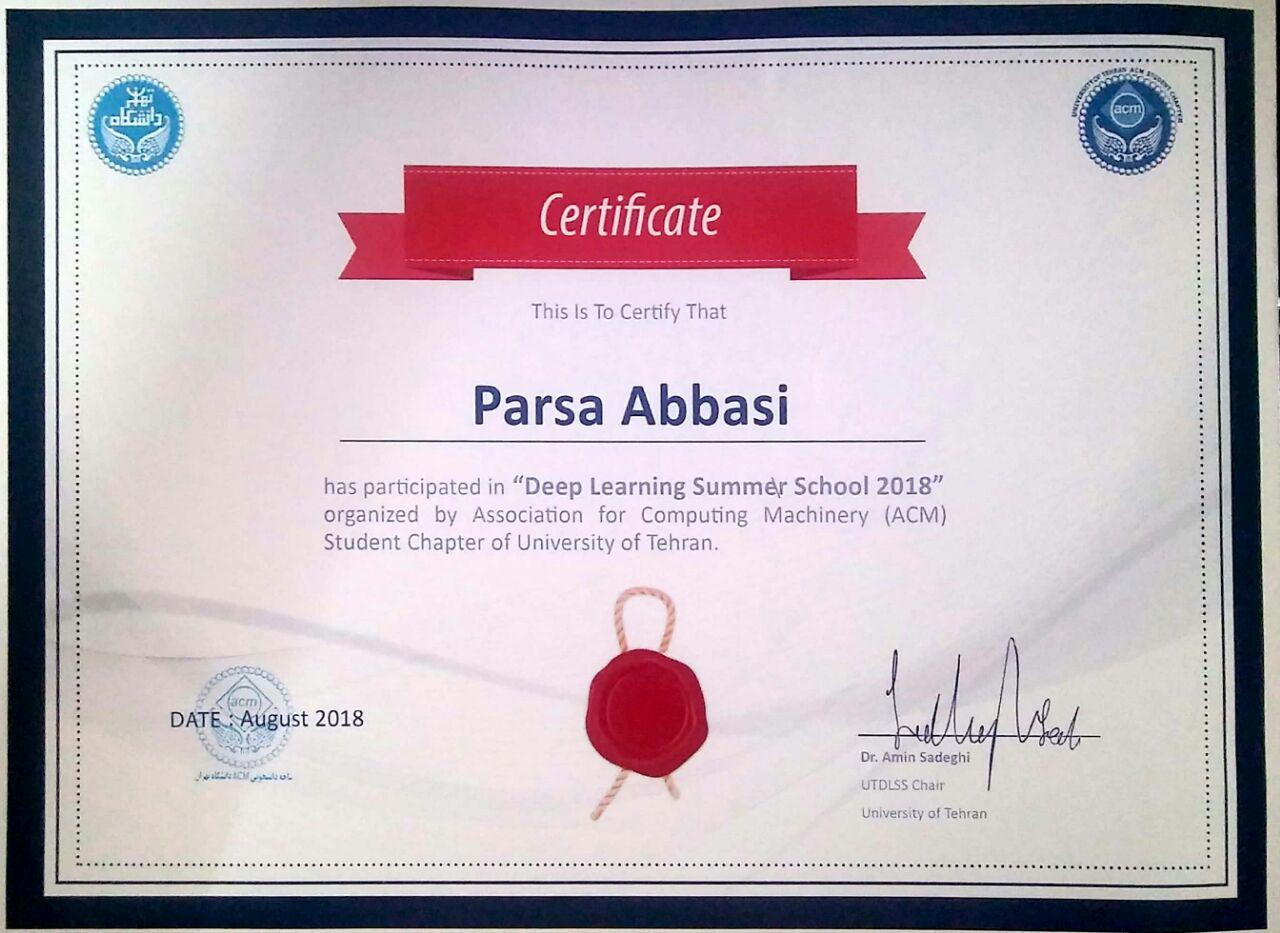 دانشگاه تهران
UNIVERSITY OF TEHRAN ACM STUDENT CHAPTER
acm
Certificate
This Is To Certify That
Parsa Abbasi
has participated in “Deep Learning Summer School 2018”
organized by Association for Computing Machinery (ACM)
Student Chapter of University of Tehran.
acm
DATE : August 2018
شاخه دانشجویی ACM دانشگاه تهران
Dr. Amin Sadeghi
UTDLSS Chair
University of Tehran